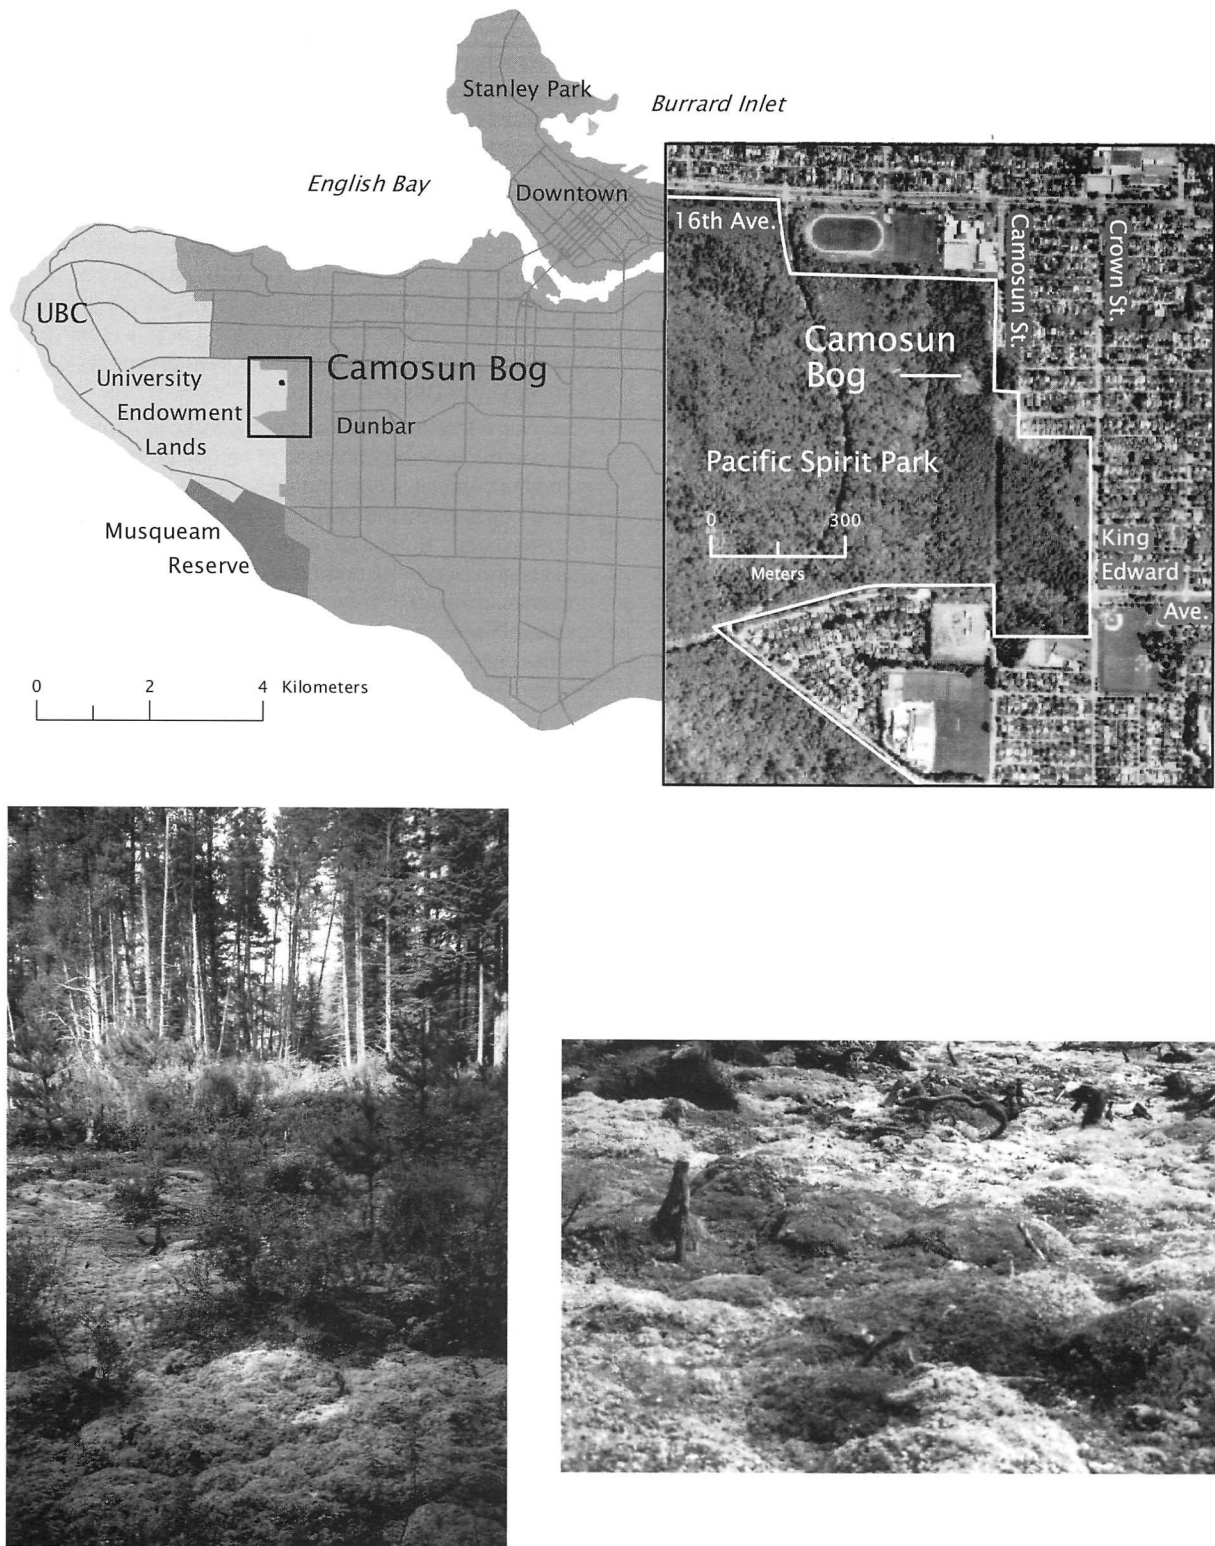 Stanley Park
Burrard Inlet
English Bay
Downtown
UBC
University
Endowment
Lands
Camosun Bog
Dunbar
Musqueam
Reserve
0 2 4 Kilometers
16th Ave.
Camosun St.
Crown St.
Camosun
Bog
Pacific Spirit Park
0 300
Meters
King
Edward
Ave.